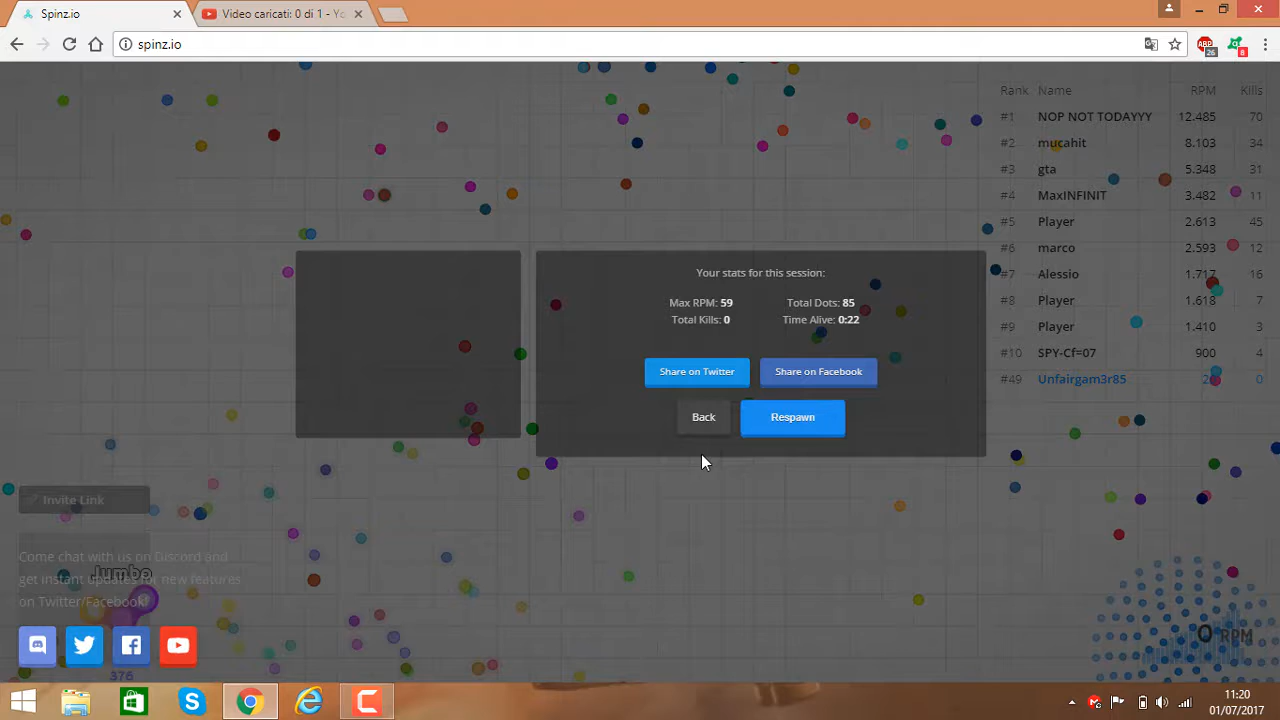 Spinz.io
Video caricati: 0 di 1 - Yo
spinz.io
ABP
26
8
Rank Name RPM Kills
#1 NOP NOT TODAYYY 12.485 70
#2 mucahit 8.103 34
#3 gta 5.348 31
#4 MaxINFINIT 3.482 11
#5 Player 2.613 45
#6 marco 2.593 12
#7 Alessio 1.717 16
#8 Player 1.618 7
#9 Player 1.410 3
#10 SPY-Cf=07 900 4
#49 Unfairgam3r85 0
Your stats for this session:
Max RPM: 59 Total Dots: 85
Total Kills: 0 Time Alive: 0:22
Share on Twitter Share on Facebook
Back Respawn
Invite Link
Come chat with us on Discord and
get instant updates for new features
on Twitter/Facebook!
Jumbo
376
0 RPM
11:20
01/07/2017